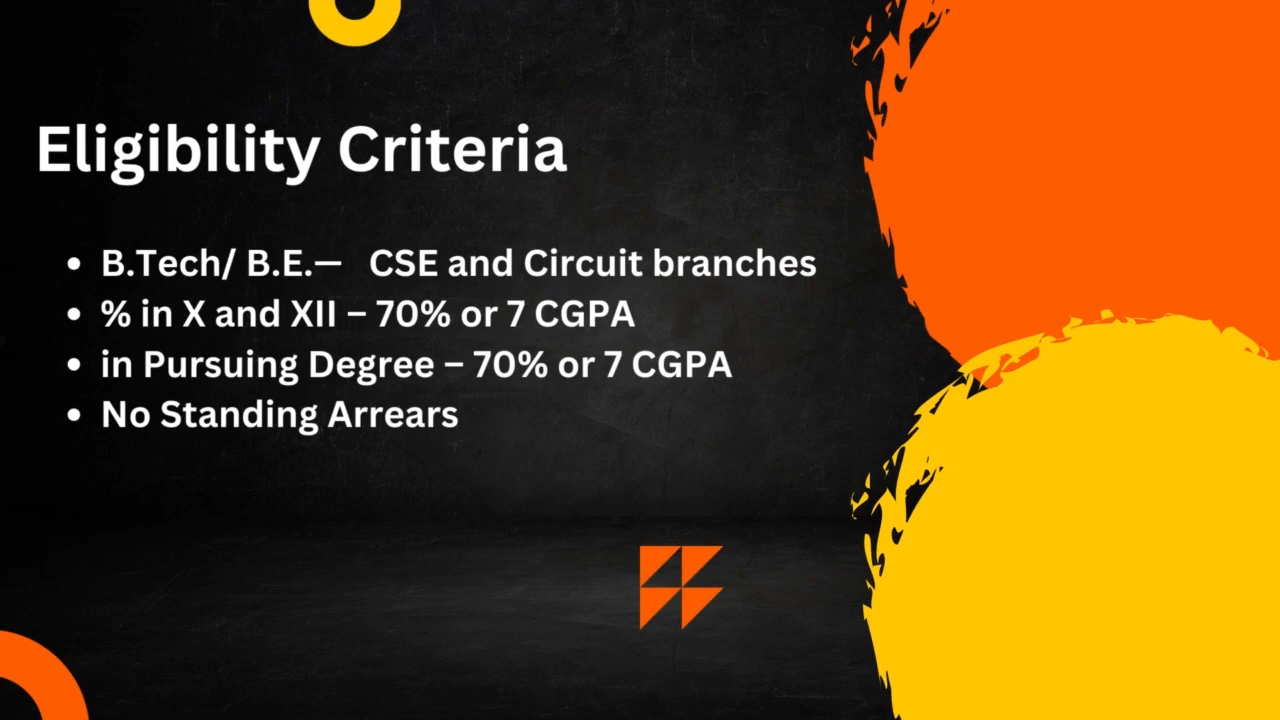 Eligibility Criteria
• B.Tech/ B.E.—   CSE and Circuit branches
• % in X and XII – 70% or 7 CGPA
• in Pursuing Degree – 70% or 7 CGPA
• No Standing Arrears